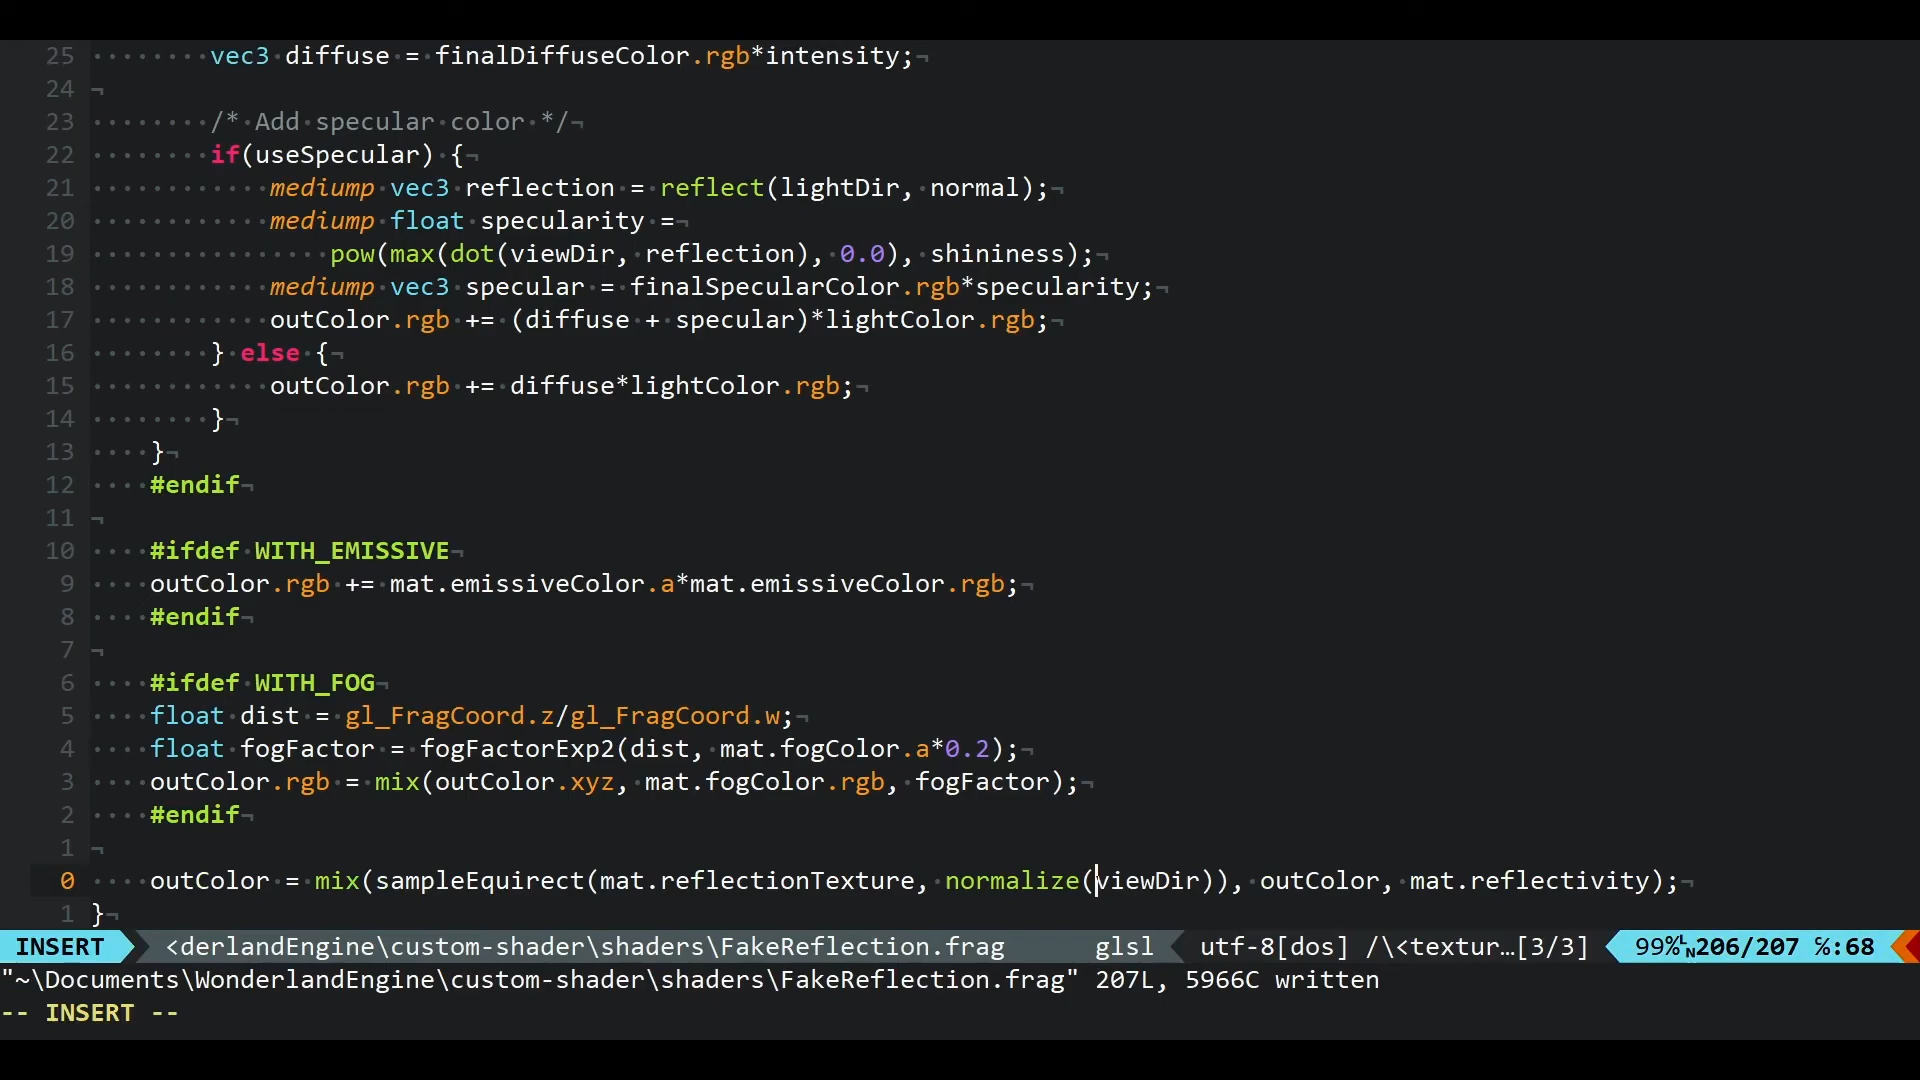 25 ········vec3·diffuse·=·finalDiffuseColor.rgb*intensity;¬
24 ¬
23 ········/*·Add·specular·color·*/¬
22 ········if(useSpecular)·{¬
21 ············mediump·vec3·reflection·=·reflect(lightDir,·normal);¬
20 ············mediump·float·specularity·=¬
19 ················pow(max(dot(viewDir,·reflection),·0.0),·shininess);¬
18 ············mediump·vec3·specular·=·finalSpecularColor.rgb*specularity;¬
17 ············outColor.rgb·+=·(diffuse·+·specular)*lightColor.rgb;¬
16 ········}·else·{¬
15 ············outColor.rgb·+=·diffuse*lightColor.rgb;¬
14 ········}¬
13 ····}¬
12 ····#endif¬
11 ¬
10 ····#ifdef·WITH_EMISSIVE¬
9 ····outColor.rgb·+=·mat.emissiveColor.a*mat.emissiveColor.rgb;¬
8 ····#endif¬
7 ¬
6 ····#ifdef·WITH_FOG¬
5 ····float·dist·=·gl_FragCoord.z/gl_FragCoord.w;¬
4 ····float·fogFactor·=·fogFactorExp2(dist,·mat.fogColor.a*0.2);¬
3 ····outColor.rgb·=·mix(outColor.xyz,·mat.fogColor.rgb,·fogFactor);¬
2 ····#endif¬
1 ¬
0 ····outColor·=·mix(sampleEquirect(mat.reflectionTexture,·normalize(viewDir)),·outColor,·mat.reflectivity);¬
1 }¬
INSERT <derlandEngine\custom-shader\shaders\FakeReflection.frag glsl utf-8[dos] /\<textur…[3/3] 99%␊206/207 ℅:68
"~\Documents\WonderlandEngine\custom-shader\shaders\FakeReflection.frag" 207L, 5966C written
-- INSERT --